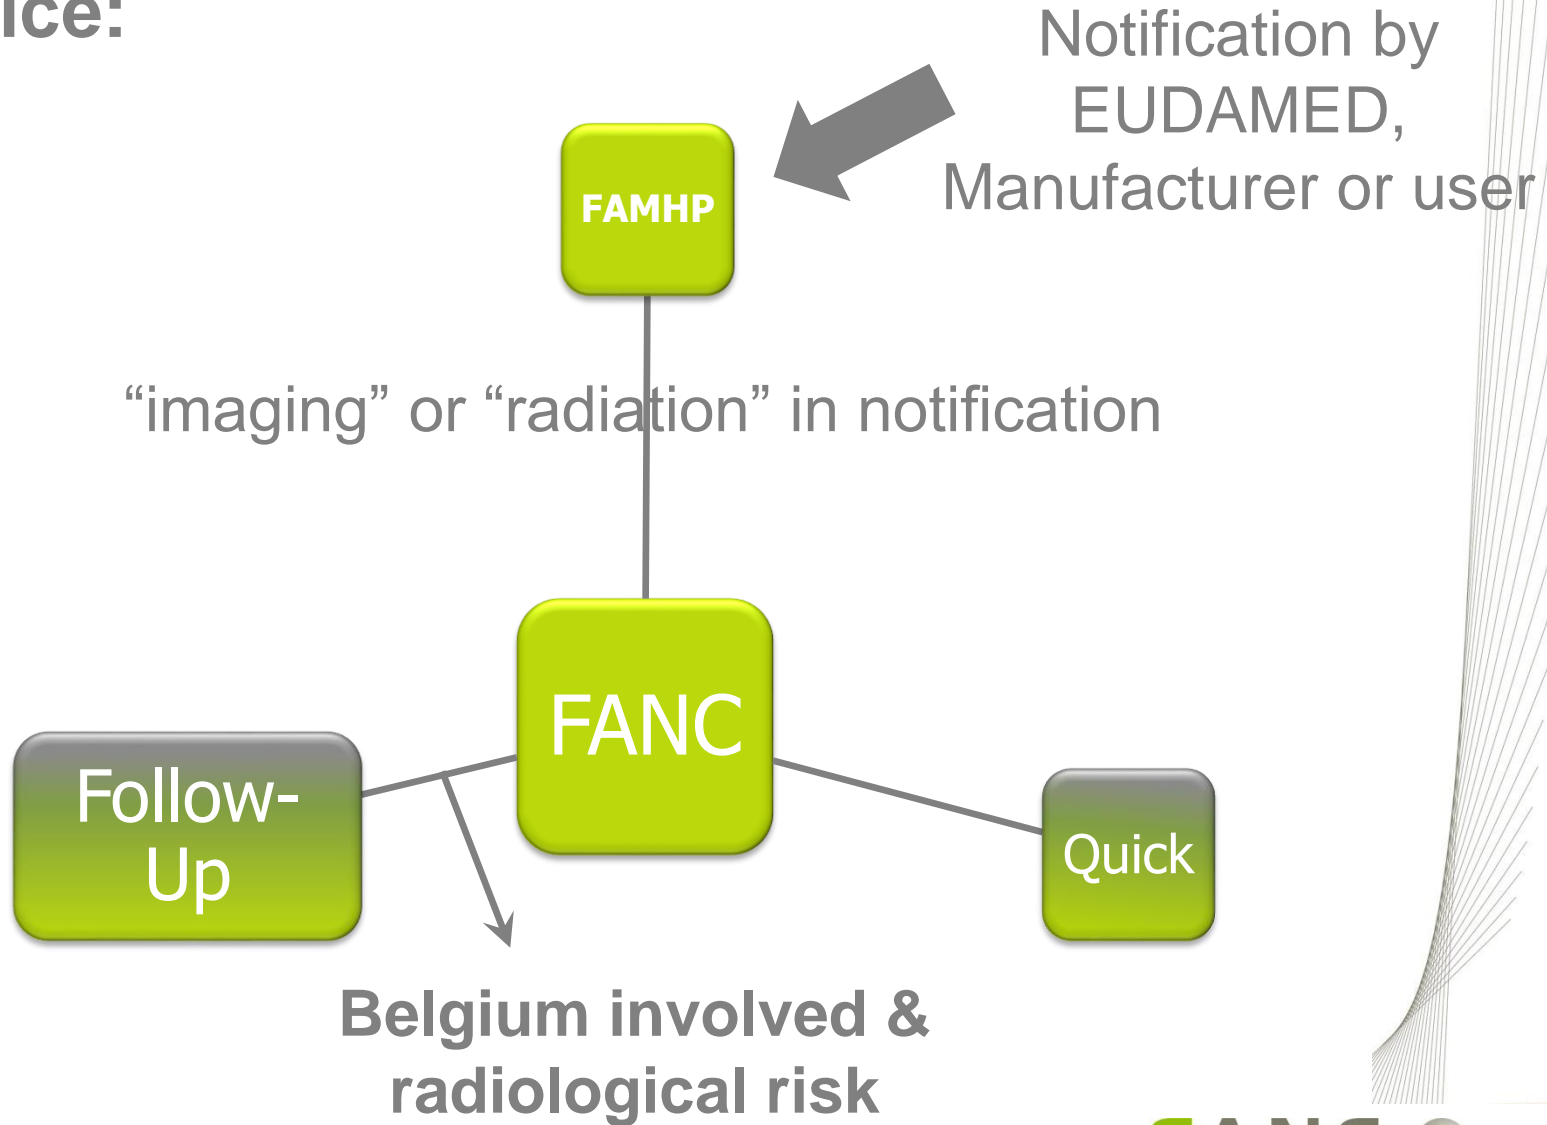 ice:
Notification by
EUDAMED,
Manufacturer or user
FAMHP
“imaging” or “radiation” in notification
FANC
Follow-
Up
Quick
Belgium involved &
radiological risk